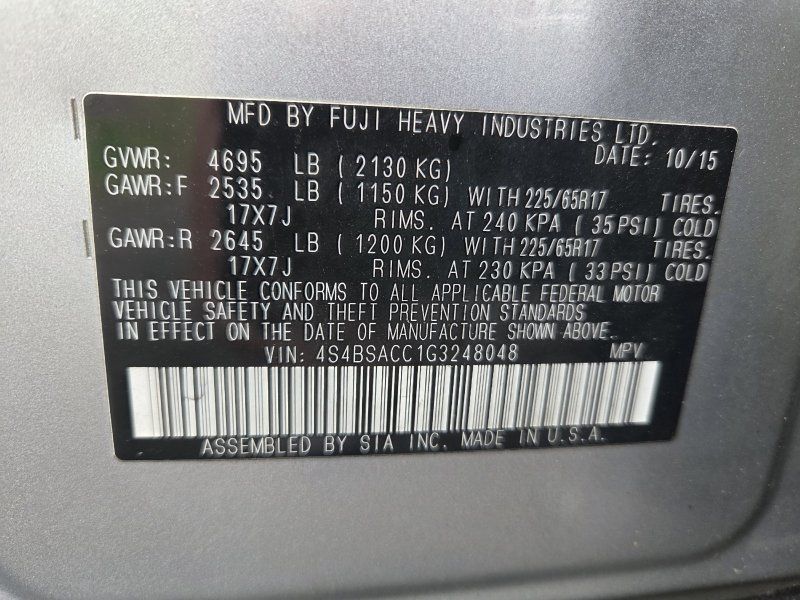 MFD BY FUJI HEAVY INDUSTRIES LTD.
DATE: 10/15
GVWR: 4695 LB ( 2130 KG)
GAWR:F 2535 LB ( 1150 KG) WITH 225/65R17 TIRES.
17X7J RIMS. AT 240 KPA ( 35 PSI) COLD
GAWR:R 2645 LB ( 1200 KG) WITH 225/65R17 TIRES.
17X7J RIMS. AT 230 KPA ( 33 PSI) COLD
THIS VEHICLE CONFORMS TO ALL APPLICABLE FEDERAL MOTOR
VEHICLE SAFETY AND THEFT PREVENTION STANDARDS
IN EFFECT ON THE DATE OF MANUFACTURE SHOWN ABOVE.
VIN: 4S4BSACC1G3248048 MPV
ASSEMBLED BY SIA INC. MADE IN U.S.A.